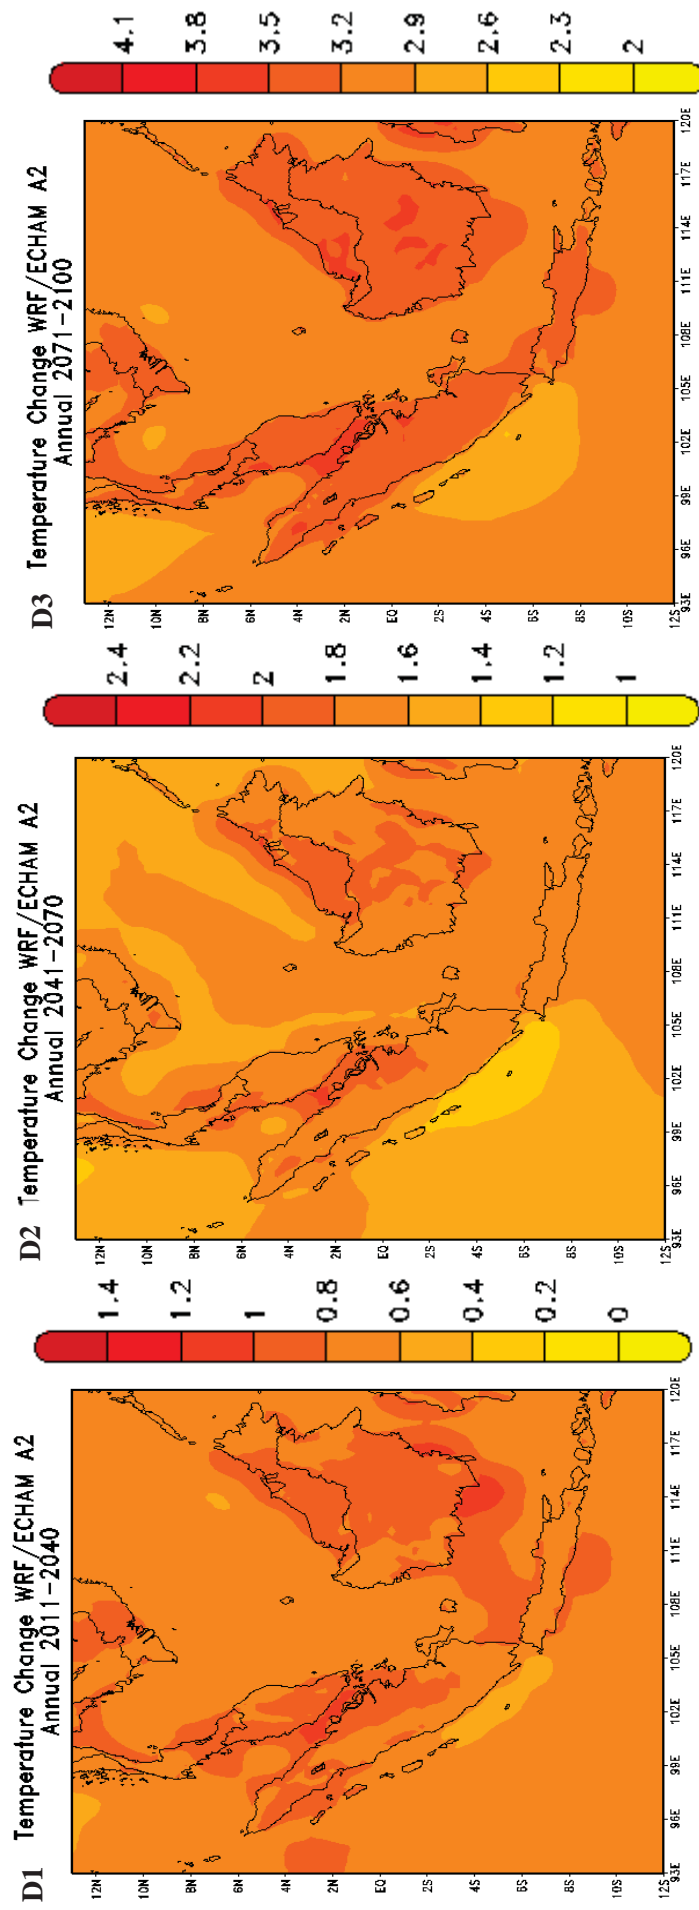 D1 Temperature Change WRF/ECHAM A2
Annual 2011-2040
12N
10N
8N
6N
4N
2N
EQ
2S
4S
6S
8S
10S
12S
93E 96E 99E 102E 105E 108E 111E 114E 117E 120E
1.4
1.2
1
0.8
0.6
0.4
0.2
0
D2 Temperature Change WRF/ECHAM A2
Annual 2041-2070
12N
10N
8N
6N
4N
2N
EQ
2S
4S
6S
8S
10S
12S
93E 96E 99E 102E 105E 108E 111E 114E 117E 120E
2.4
2.2
2
1.8
1.6
1.4
1.2
1
D3 Temperature Change WRF/ECHAM A2
Annual 2071-2100
12N
10N
8N
6N
4N
2N
EQ
2S
4S
6S
8S
10S
12S
93E 96E 99E 102E 105E 108E 111E 114E 117E 120E
4.1
3.8
3.5
3.2
2.9
2.6
2.3
2